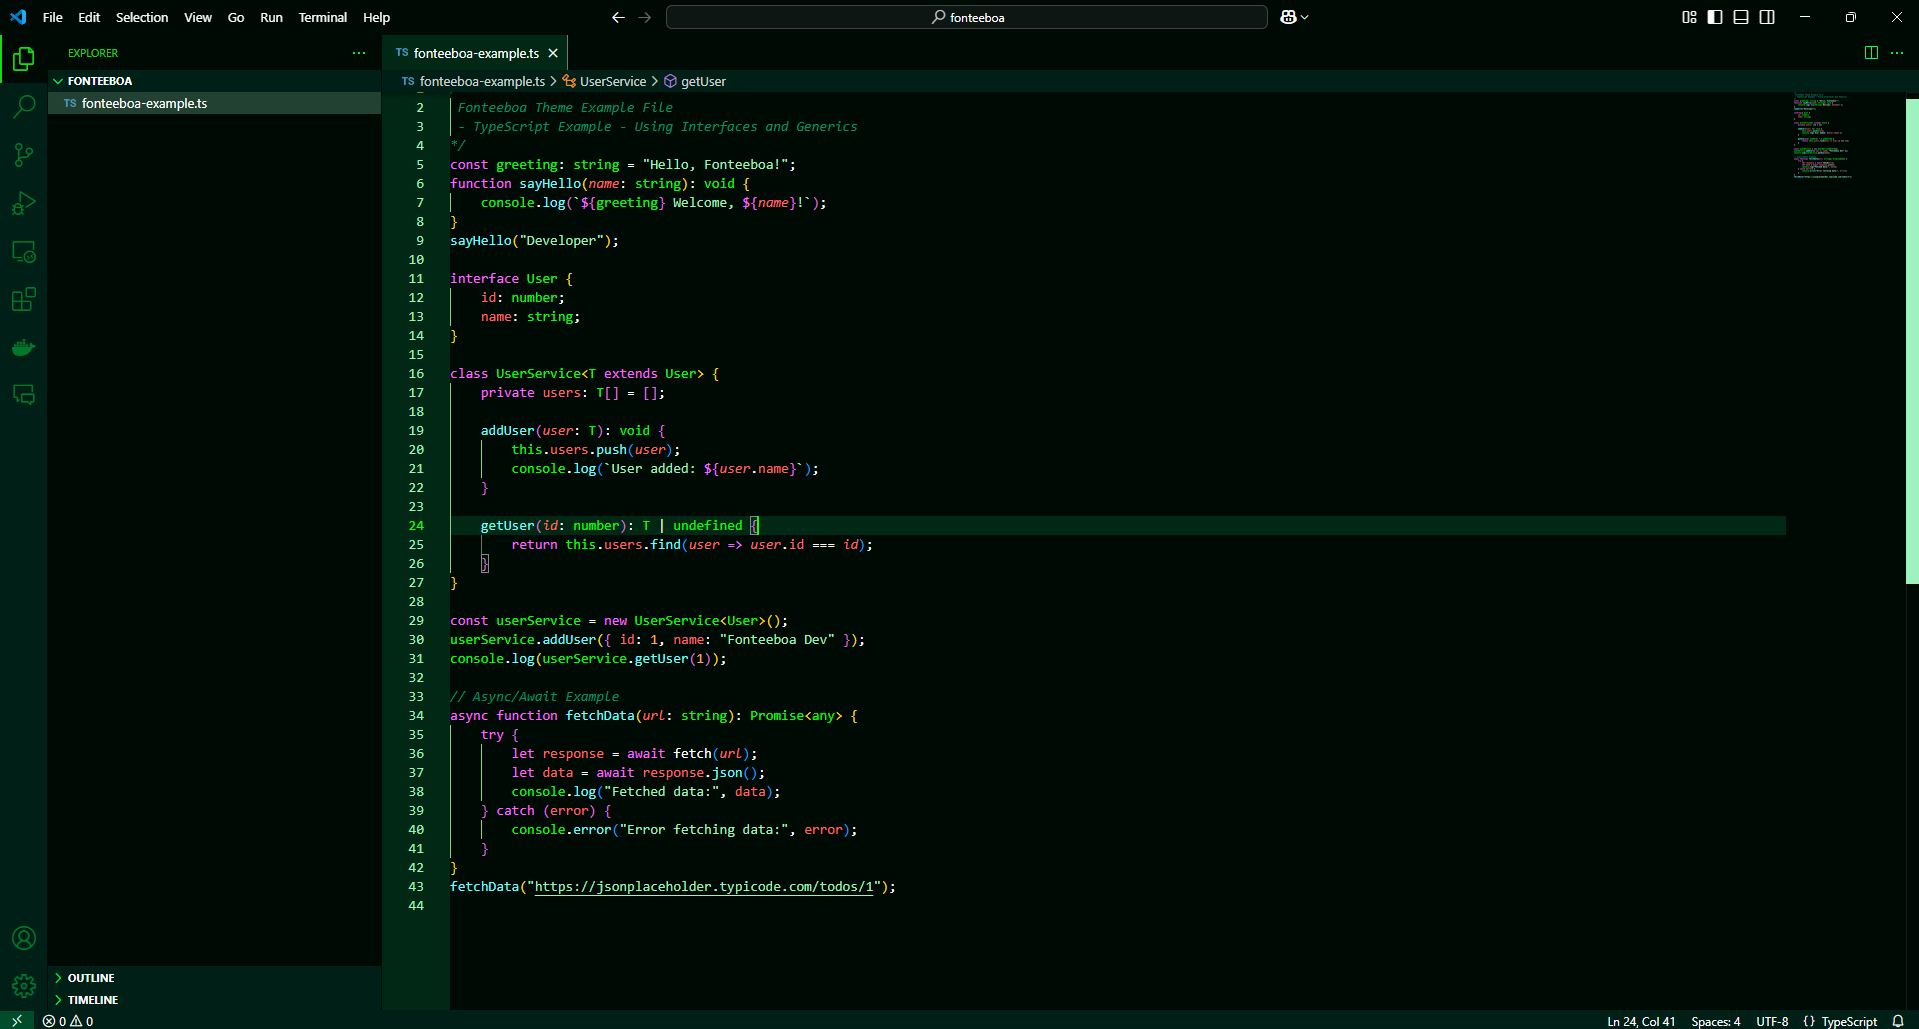 File Edit Selection View Go Run Terminal Help fonteeboa
EXPLORER
FONTEEBOA
TS fonteeboa-example.ts
OUTLINE
TIMELINE
TS fonteeboa-example.ts
TS fonteeboa-example.ts > UserService > getUser
2 Fonteeboa Theme Example File
3 - TypeScript Example - Using Interfaces and Generics
4 */
5 const greeting: string = "Hello, Fonteeboa!";
6 function sayHello(name: string): void {
7     console.log(`${greeting} Welcome, ${name}!`);
8 }
9 sayHello("Developer");
10
11 interface User {
12     id: number;
13     name: string;
14 }
15
16 class UserService<T extends User> {
17     private users: T[] = [];
18
19     addUser(user: T): void {
20         this.users.push(user);
21         console.log(`User added: ${user.name}`);
22     }
23
24     getUser(id: number): T | undefined {
25         return this.users.find(user => user.id === id);
26     }
27 }
28
29 const userService = new UserService<User>();
30 userService.addUser({ id: 1, name: "Fonteeboa Dev" });
31 console.log(userService.getUser(1));
32
33 // Async/Await Example
34 async function fetchData(url: string): Promise<any> {
35     try {
36         let response = await fetch(url);
37         let data = await response.json();
38         console.log("Fetched data:", data);
39     } catch (error) {
40         console.error("Error fetching data:", error);
41     }
42 }
43 fetchData("https://jsonplaceholder.typicode.com/todos/1");
44
0 0 Ln 24, Col 41 Spaces: 4 UTF-8 {} TypeScript